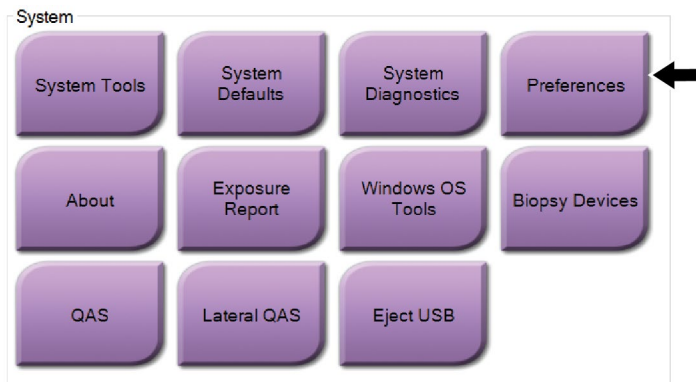 System
System Tools
System
Defaults
System
Diagnostics
Preferences
About
Exposure
Report
Windows OS
Tools
Biopsy Devices
QAS
Lateral QAS
Eject USB